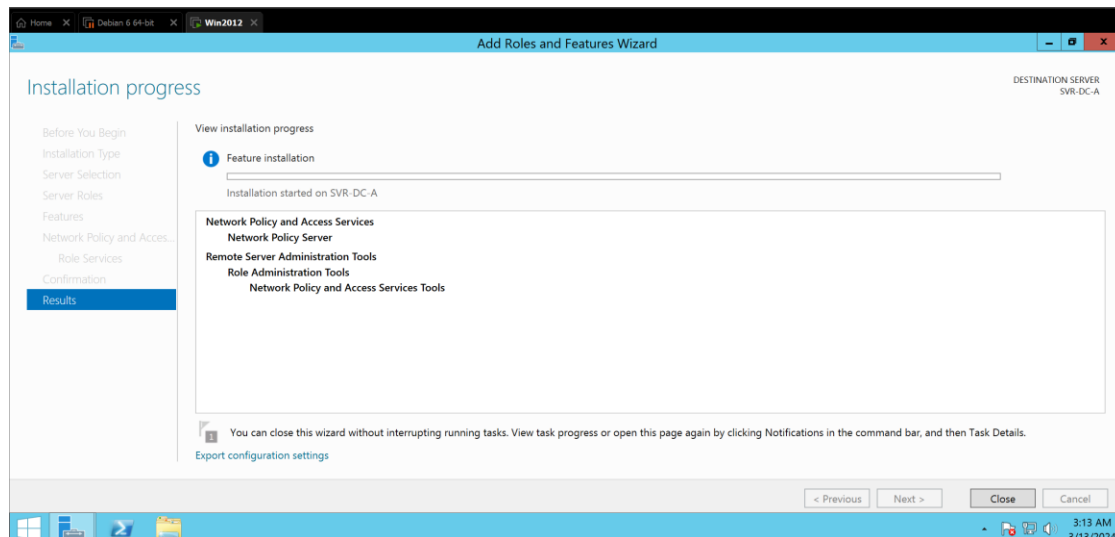 Home
Debian 6 64-bit
Win2012
Add Roles and Features Wizard
Installation progress
DESTINATION SERVER
SVR-DC-A
Before You Begin
Installation Type
Server Selection
Server Roles
Features
Network Policy and Acces...
Role Services
Confirmation
Results
View installation progress
Feature installation
Installation started on SVR-DC-A
Network Policy and Access Services
Network Policy Server
Remote Server Administration Tools
Role Administration Tools
Network Policy and Access Services Tools
1
You can close this wizard without interrupting running tasks. View task progress or open this page again by clicking Notifications in the command bar, and then Task Details.
Export configuration settings
< Previous
Next >
Close
Cancel
3:13 AM